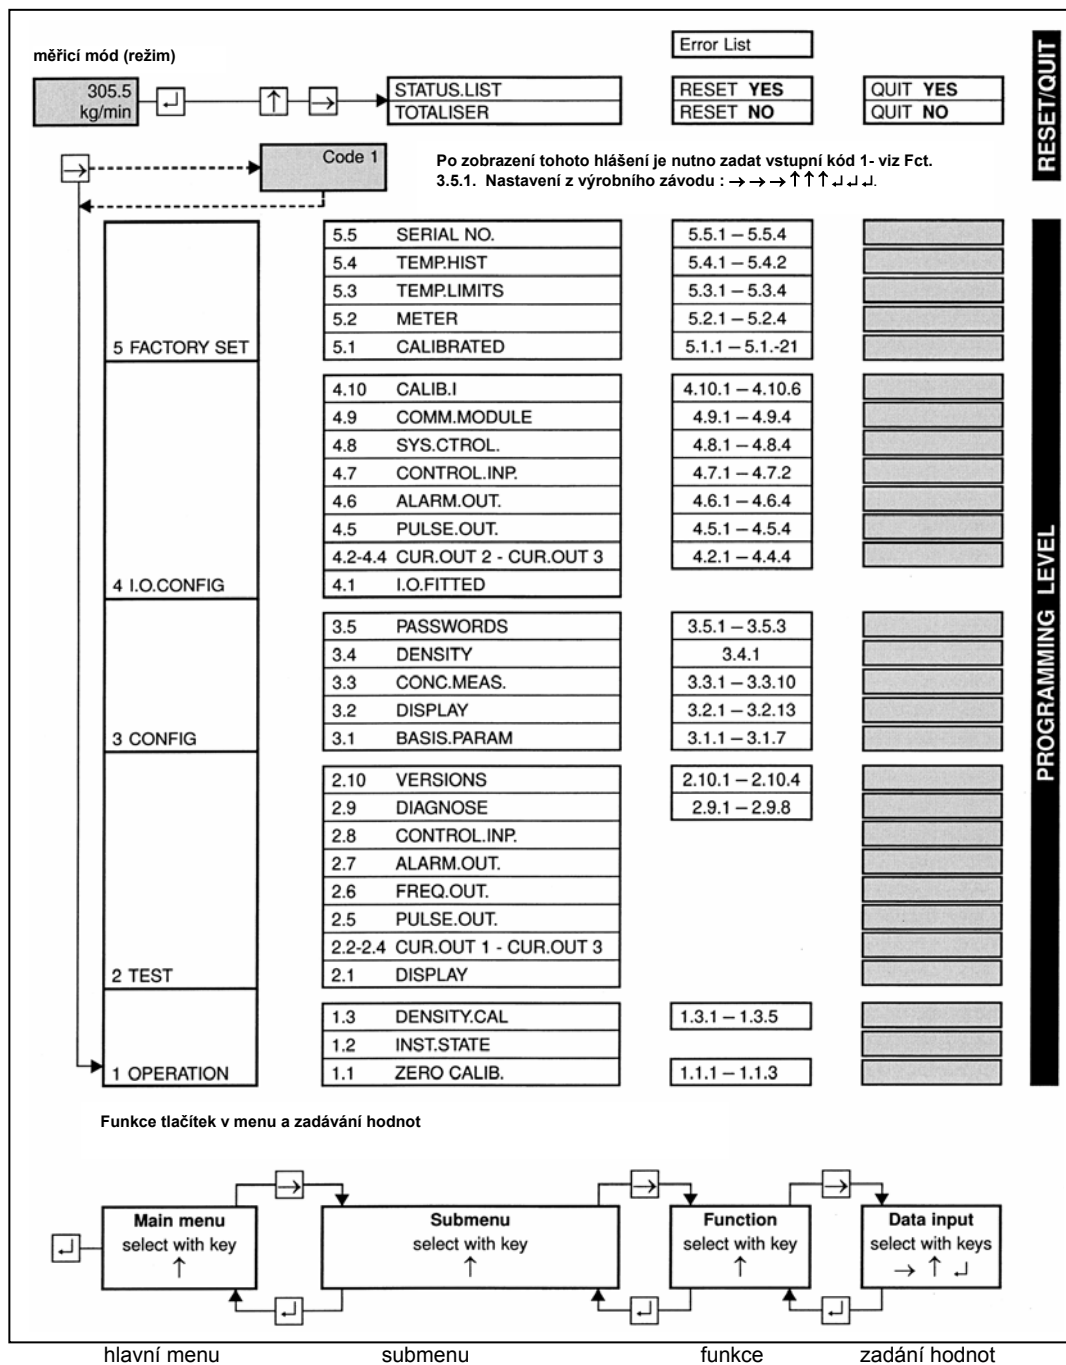 měřicí mód (režim)
Error List
305.5
kg/min
↵
↑
→
STATUS.LIST
TOTALISER
RESET YES
RESET NO
QUIT YES
QUIT NO
RESET/QUIT
→
Code 1
Po zobrazení tohoto hlášení je nutno zadat vstupní kód 1- viz Fct.
3.5.1. Nastavení z výrobního závodu : → → → ↑ ↑ ↑ ↵ ↵ ↵.
5.5 SERIAL NO. 5.5.1 – 5.5.4
5.4 TEMP.HIST 5.4.1 – 5.4.2
5.3 TEMP.LIMITS 5.3.1 – 5.3.4
5.2 METER 5.2.1 – 5.2.4
5 FACTORY SET 5.1 CALIBRATED 5.1.1 – 5.1.-21
4.10 CALIB.I 4.10.1 – 4.10.6
4.9 COMM.MODULE 4.9.1 – 4.9.4
4.8 SYS.CTROL. 4.8.1 – 4.8.4
4.7 CONTROL.INP. 4.7.1 – 4.7.2
4.6 ALARM.OUT. 4.6.1 – 4.6.4
4.5 PULSE.OUT. 4.5.1 – 4.5.4
4.2-4.4 CUR.OUT 2 - CUR.OUT 3 4.2.1 – 4.4.4
4 I.O.CONFIG 4.1 I.O.FITTED
3.5 PASSWORDS 3.5.1 – 3.5.3
3.4 DENSITY 3.4.1
3.3 CONC.MEAS. 3.3.1 – 3.3.10
3.2 DISPLAY 3.2.1 – 3.2.13
3 CONFIG 3.1 BASIS.PARAM 3.1.1 – 3.1.7
2.10 VERSIONS 2.10.1 – 2.10.4
2.9 DIAGNOSE 2.9.1 – 2.9.8
2.8 CONTROL.INP.
2.7 ALARM.OUT.
2.6 FREQ.OUT.
2.5 PULSE.OUT.
2.2-2.4 CUR.OUT 1 - CUR.OUT 3
2 TEST 2.1 DISPLAY
1.3 DENSITY.CAL 1.3.1 – 1.3.5
1.2 INST.STATE
1 OPERATION 1.1 ZERO CALIB. 1.1.1 – 1.1.3
PROGRAMMING LEVEL
Funkce tlačítek v menu a zadávání hodnot
→ → →
↵
Main menu
select with key
↑
Submenu
select with key
↑
Function
select with key
↑
Data input
select with keys
→ ↑ ↵
↵ ↵ ↵
hlavní menu submenu funkce zadání hodnot